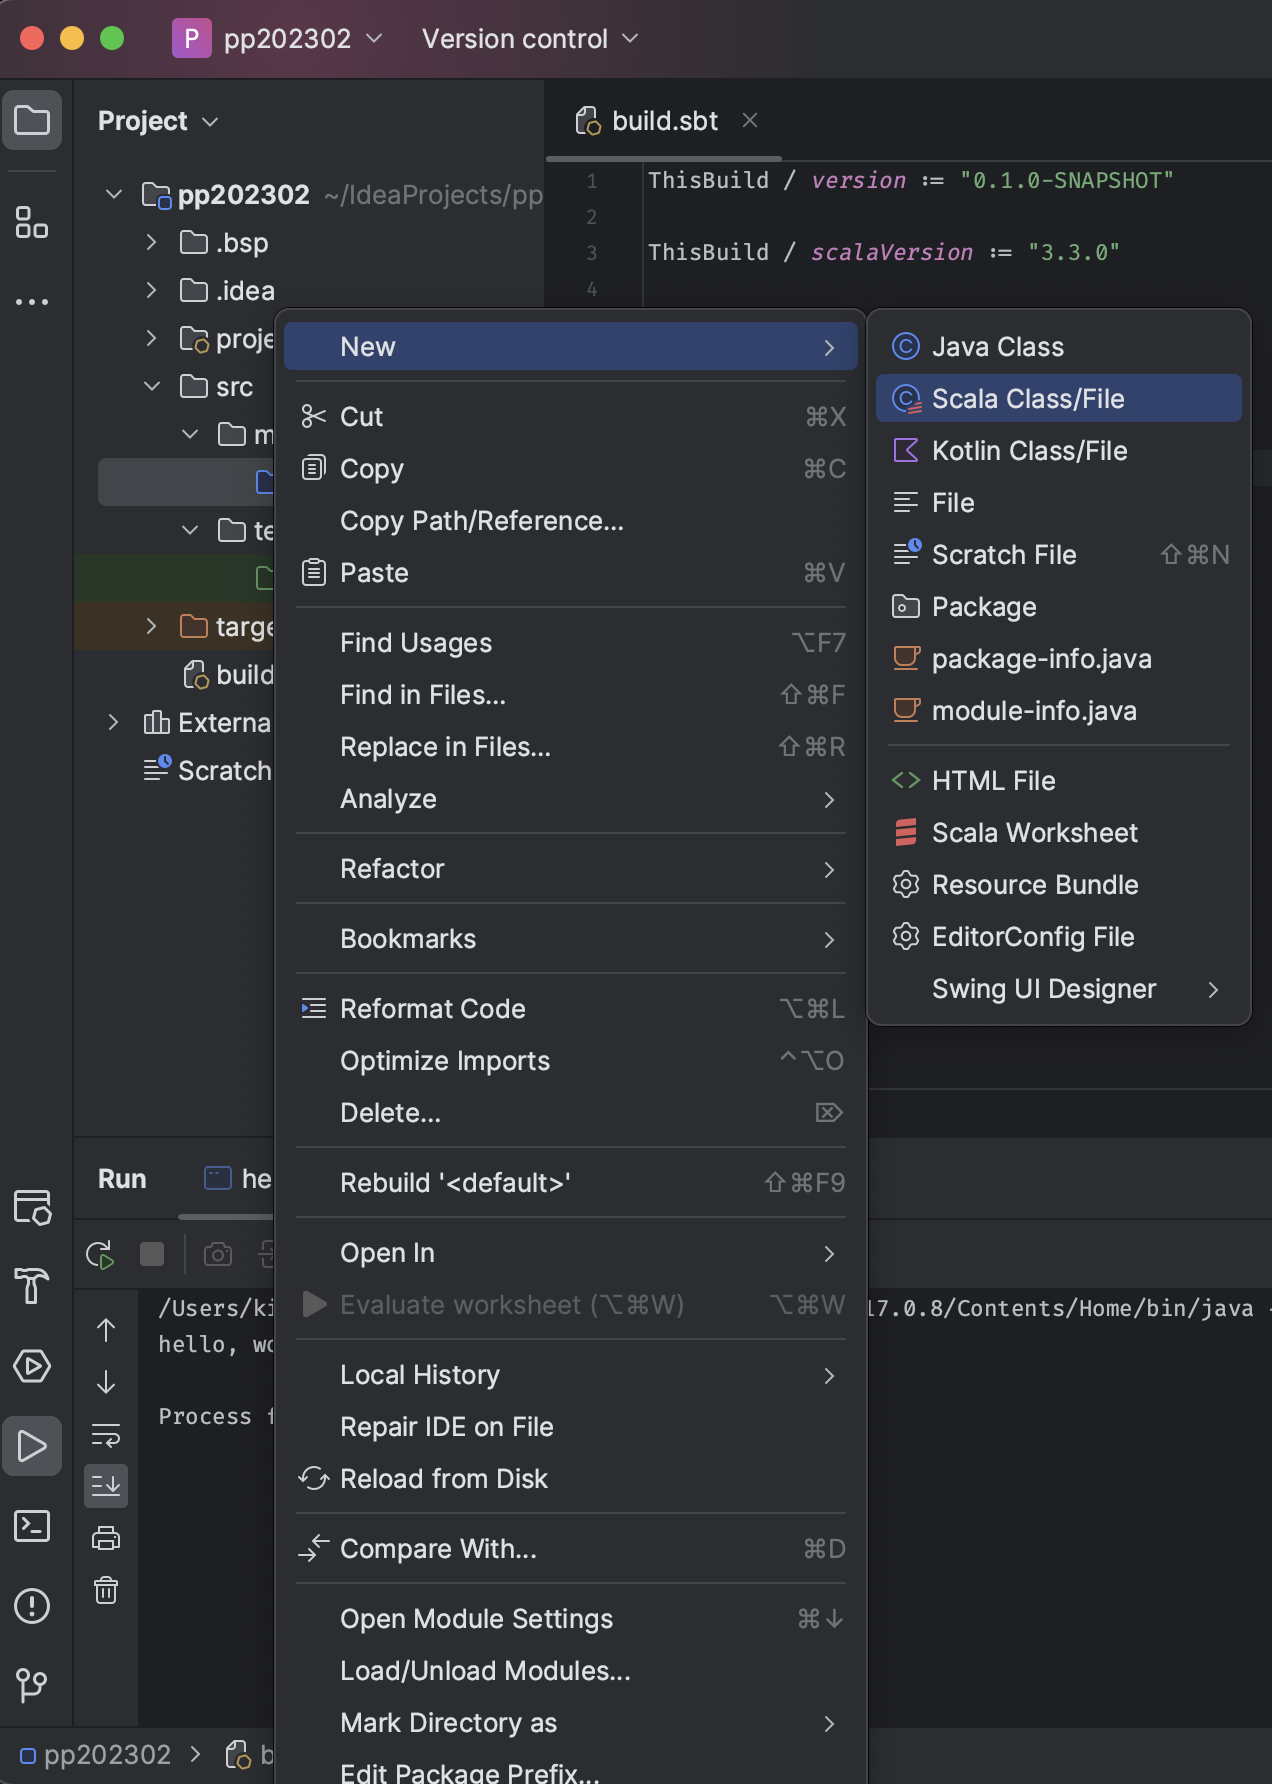 P pp202302 Version control
Project
build.sbt
pp202302 ~/IdeaProjects/pp
.bsp
.idea
proje
src
m
te
targe
build
Externa
Scratch
1 ThisBuild / version := "0.1.0-SNAPSHOT"
2
3 ThisBuild / scalaVersion := "3.3.0"
4
New
Cut ⌘X
Copy ⌘C
Copy Path/Reference...
Paste ⌘V
Find Usages ⌥F7
Find in Files... ⇧⌘F
Replace in Files... ⇧⌘R
Analyze
Refactor
Bookmarks
Reformat Code ⌥⌘L
Optimize Imports ^⌥O
Delete... ⌦
Rebuild '<default>' ⇧⌘F9
Open In
Evaluate worksheet (⌥⌘W) ⌥⌘W
Local History
Repair IDE on File
Reload from Disk
Compare With... ⌘D
Open Module Settings ⌘↓
Load/Unload Modules...
Mark Directory as
Edit Package Prefix...
Java Class
Scala Class/File
Kotlin Class/File
File
Scratch File ⇧⌘N
Package
package-info.java
module-info.java
HTML File
Scala Worksheet
Resource Bundle
EditorConfig File
Swing UI Designer
Run he
/Users/ki 17.0.8/Contents/Home/bin/java -
hello, wo
Process f
pp202302 > b